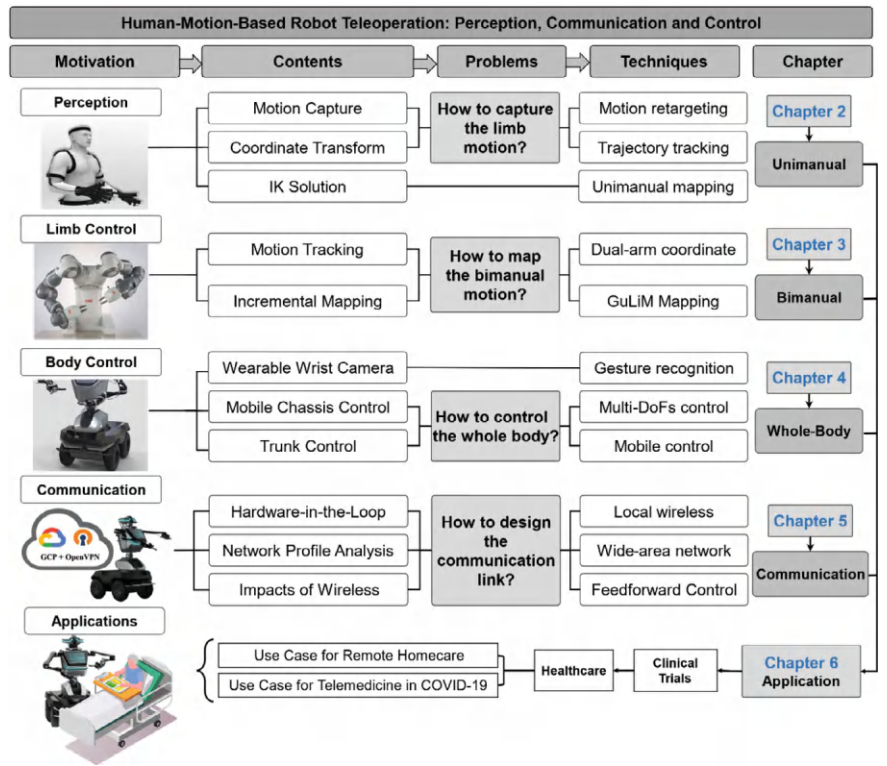 Human-Motion-Based Robot Teleoperation: Perception, Communication and Control
Motivation
Contents
Problems
Techniques
Chapter
Perception
Motion Capture
Coordinate Transform
IK Solution
How to capture
the limb
motion?
Motion retargeting
Trajectory tracking
Unimanual mapping
Chapter 2
Unimanual
Limb Control
Motion Tracking
Incremental Mapping
How to map
the bimanual
motion?
Dual-arm coordinate
GuLiM Mapping
Chapter 3
Bimanual
Body Control
Wearable Wrist Camera
Mobile Chassis Control
Trunk Control
How to control
the whole body?
Gesture recognition
Multi-DoFs control
Mobile control
Chapter 4
Whole-Body
Communication
GCP + OpenVPN
Hardware-in-the-Loop
Network Profile Analysis
Impacts of Wireless
How to design
the
communication
link?
Local wireless
Wide-area network
Feedforward Control
Chapter 5
Communication
Applications
Use Case for Remote Homecare
Use Case for Telemedicine in COVID-19
Healthcare
Clinical
Trials
Chapter 6
Application